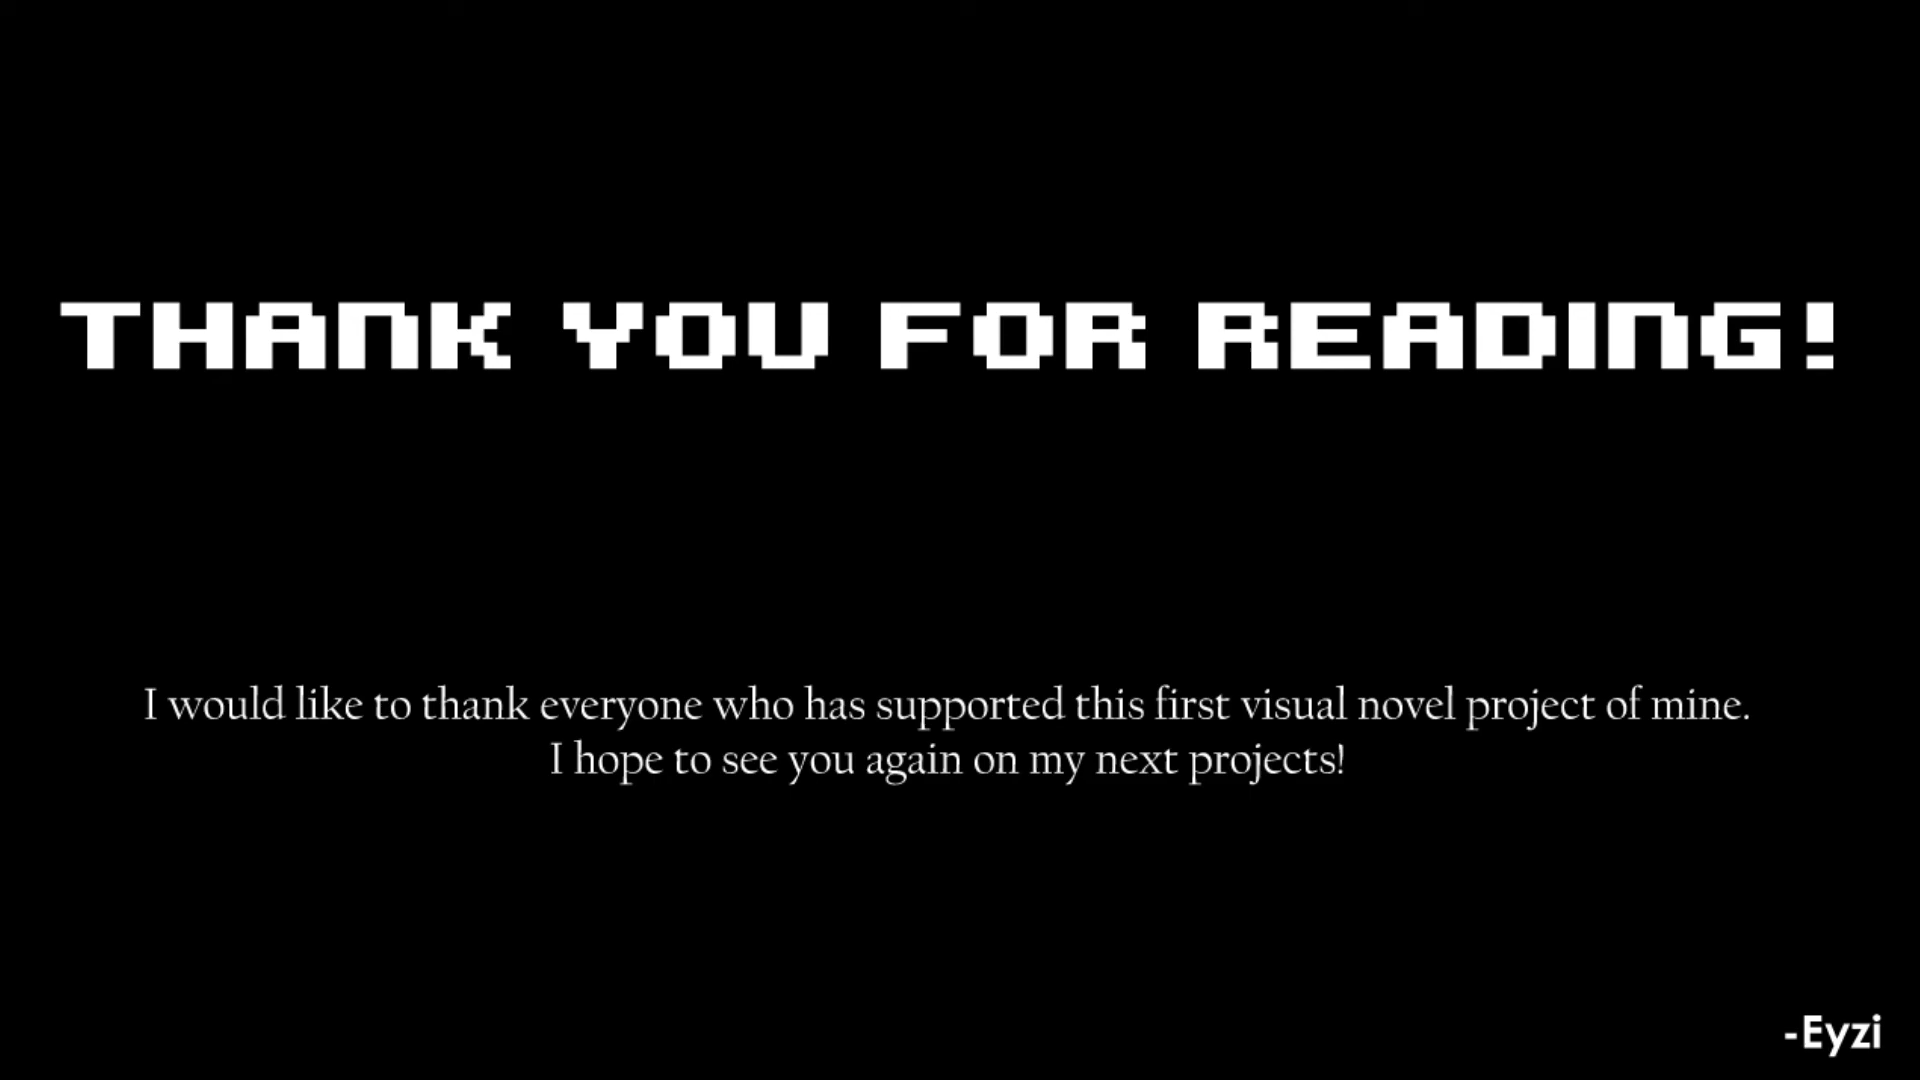 THANK YOU FOR READING!
I would like to thank everyone who has supported this first visual novel project of mine.
I hope to see you again on my next projects!
-Eyzi